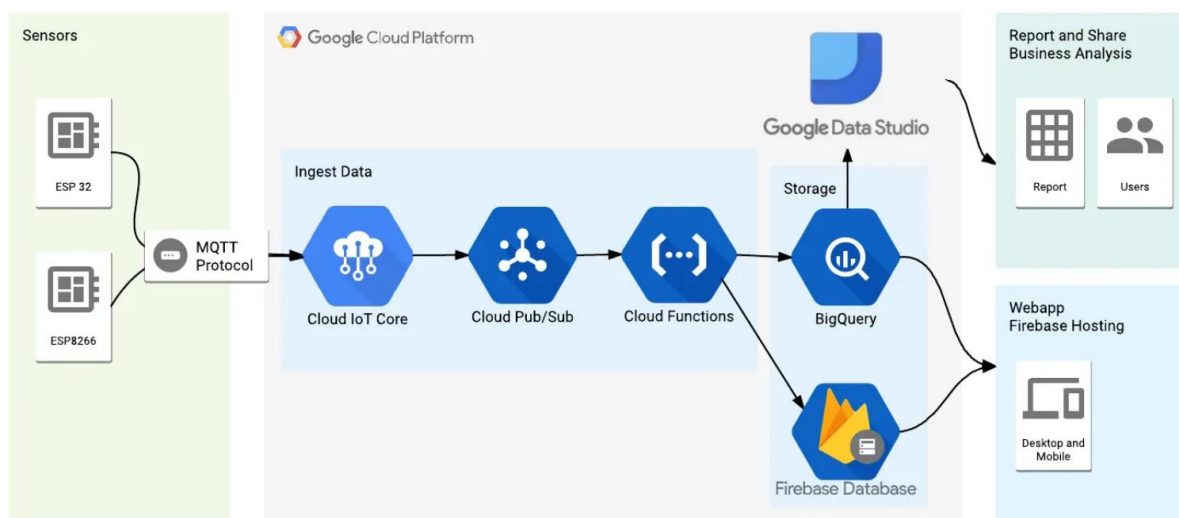 Sensors
ESP 32
ESP8266
MQTT
Protocol
Google Cloud Platform
Ingest Data
Cloud IoT Core
Cloud Pub/Sub
Cloud Functions
Google Data Studio
Storage
BigQuery
Firebase Database
Report and Share
Business Analysis
Report
Users
Webapp
Firebase Hosting
Desktop and
Mobile